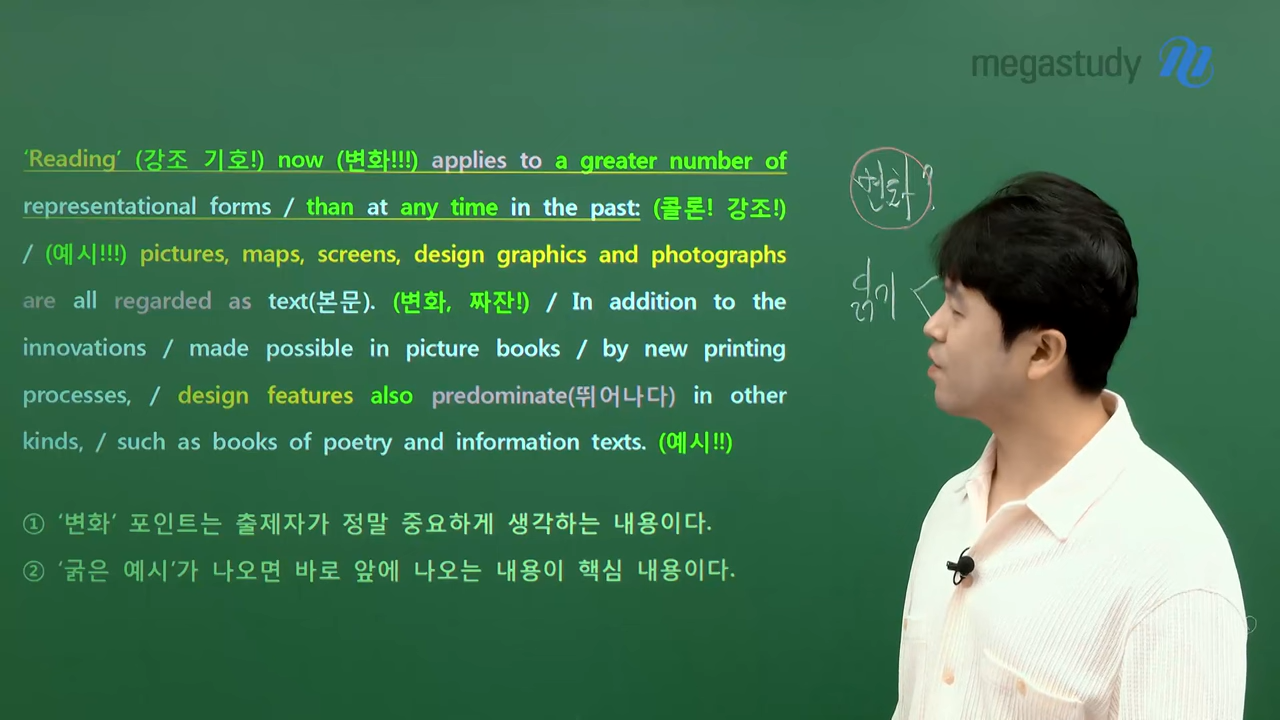 megastudy
‘Reading’ (강조 기호!) now (변화!!!) applies to a greater number of
representational forms / than at any time in the past: (콜론! 강조!)
/ (예시!!!) pictures, maps, screens, design graphics and photographs
are all regarded as text(본문). (변화, 짜잔!) / In addition to the
innovations / made possible in picture books / by new printing
processes, / design features also predominate(뛰어나다) in other
kinds, / such as books of poetry and information texts. (예시!!)
① ‘변화’ 포인트는 출제자가 정말 중요하게 생각하는 내용이다.
② ‘굵은 예시’가 나오면 바로 앞에 나오는 내용이 핵심 내용이다.
변화?
읽기 <